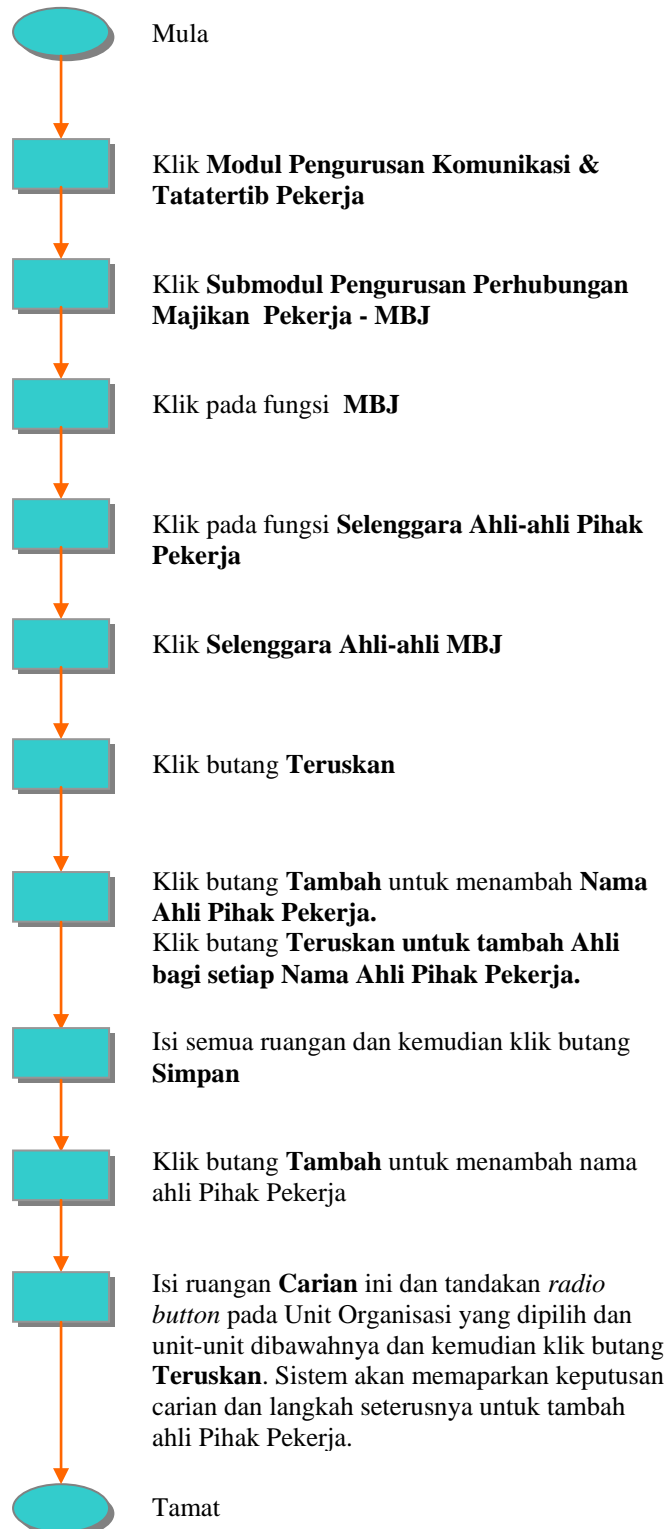 Mula
Klik Modul Pengurusan Komunikasi &
Tatatertib Pekerja
Klik Submodul Pengurusan Perhubungan
Majikan  Pekerja - MBJ
Klik pada fungsi  MBJ
Klik pada fungsi Selenggara Ahli-ahli Pihak
Pekerja
Klik Selenggara Ahli-ahli MBJ
Klik butang Teruskan
Klik butang Tambah untuk menambah Nama
Ahli Pihak Pekerja.
Klik butang Teruskan untuk tambah Ahli
bagi setiap Nama Ahli Pihak Pekerja.
Isi semua ruangan dan kemudian klik butang
Simpan
Klik butang Tambah untuk menambah nama
ahli Pihak Pekerja
Isi ruangan Carian ini dan tandakan radio
button pada Unit Organisasi yang dipilih dan
unit-unit dibawahnya dan kemudian klik butang
Teruskan. Sistem akan memaparkan keputusan
carian dan langkah seterusnya untuk tambah
ahli Pihak Pekerja.
Tamat